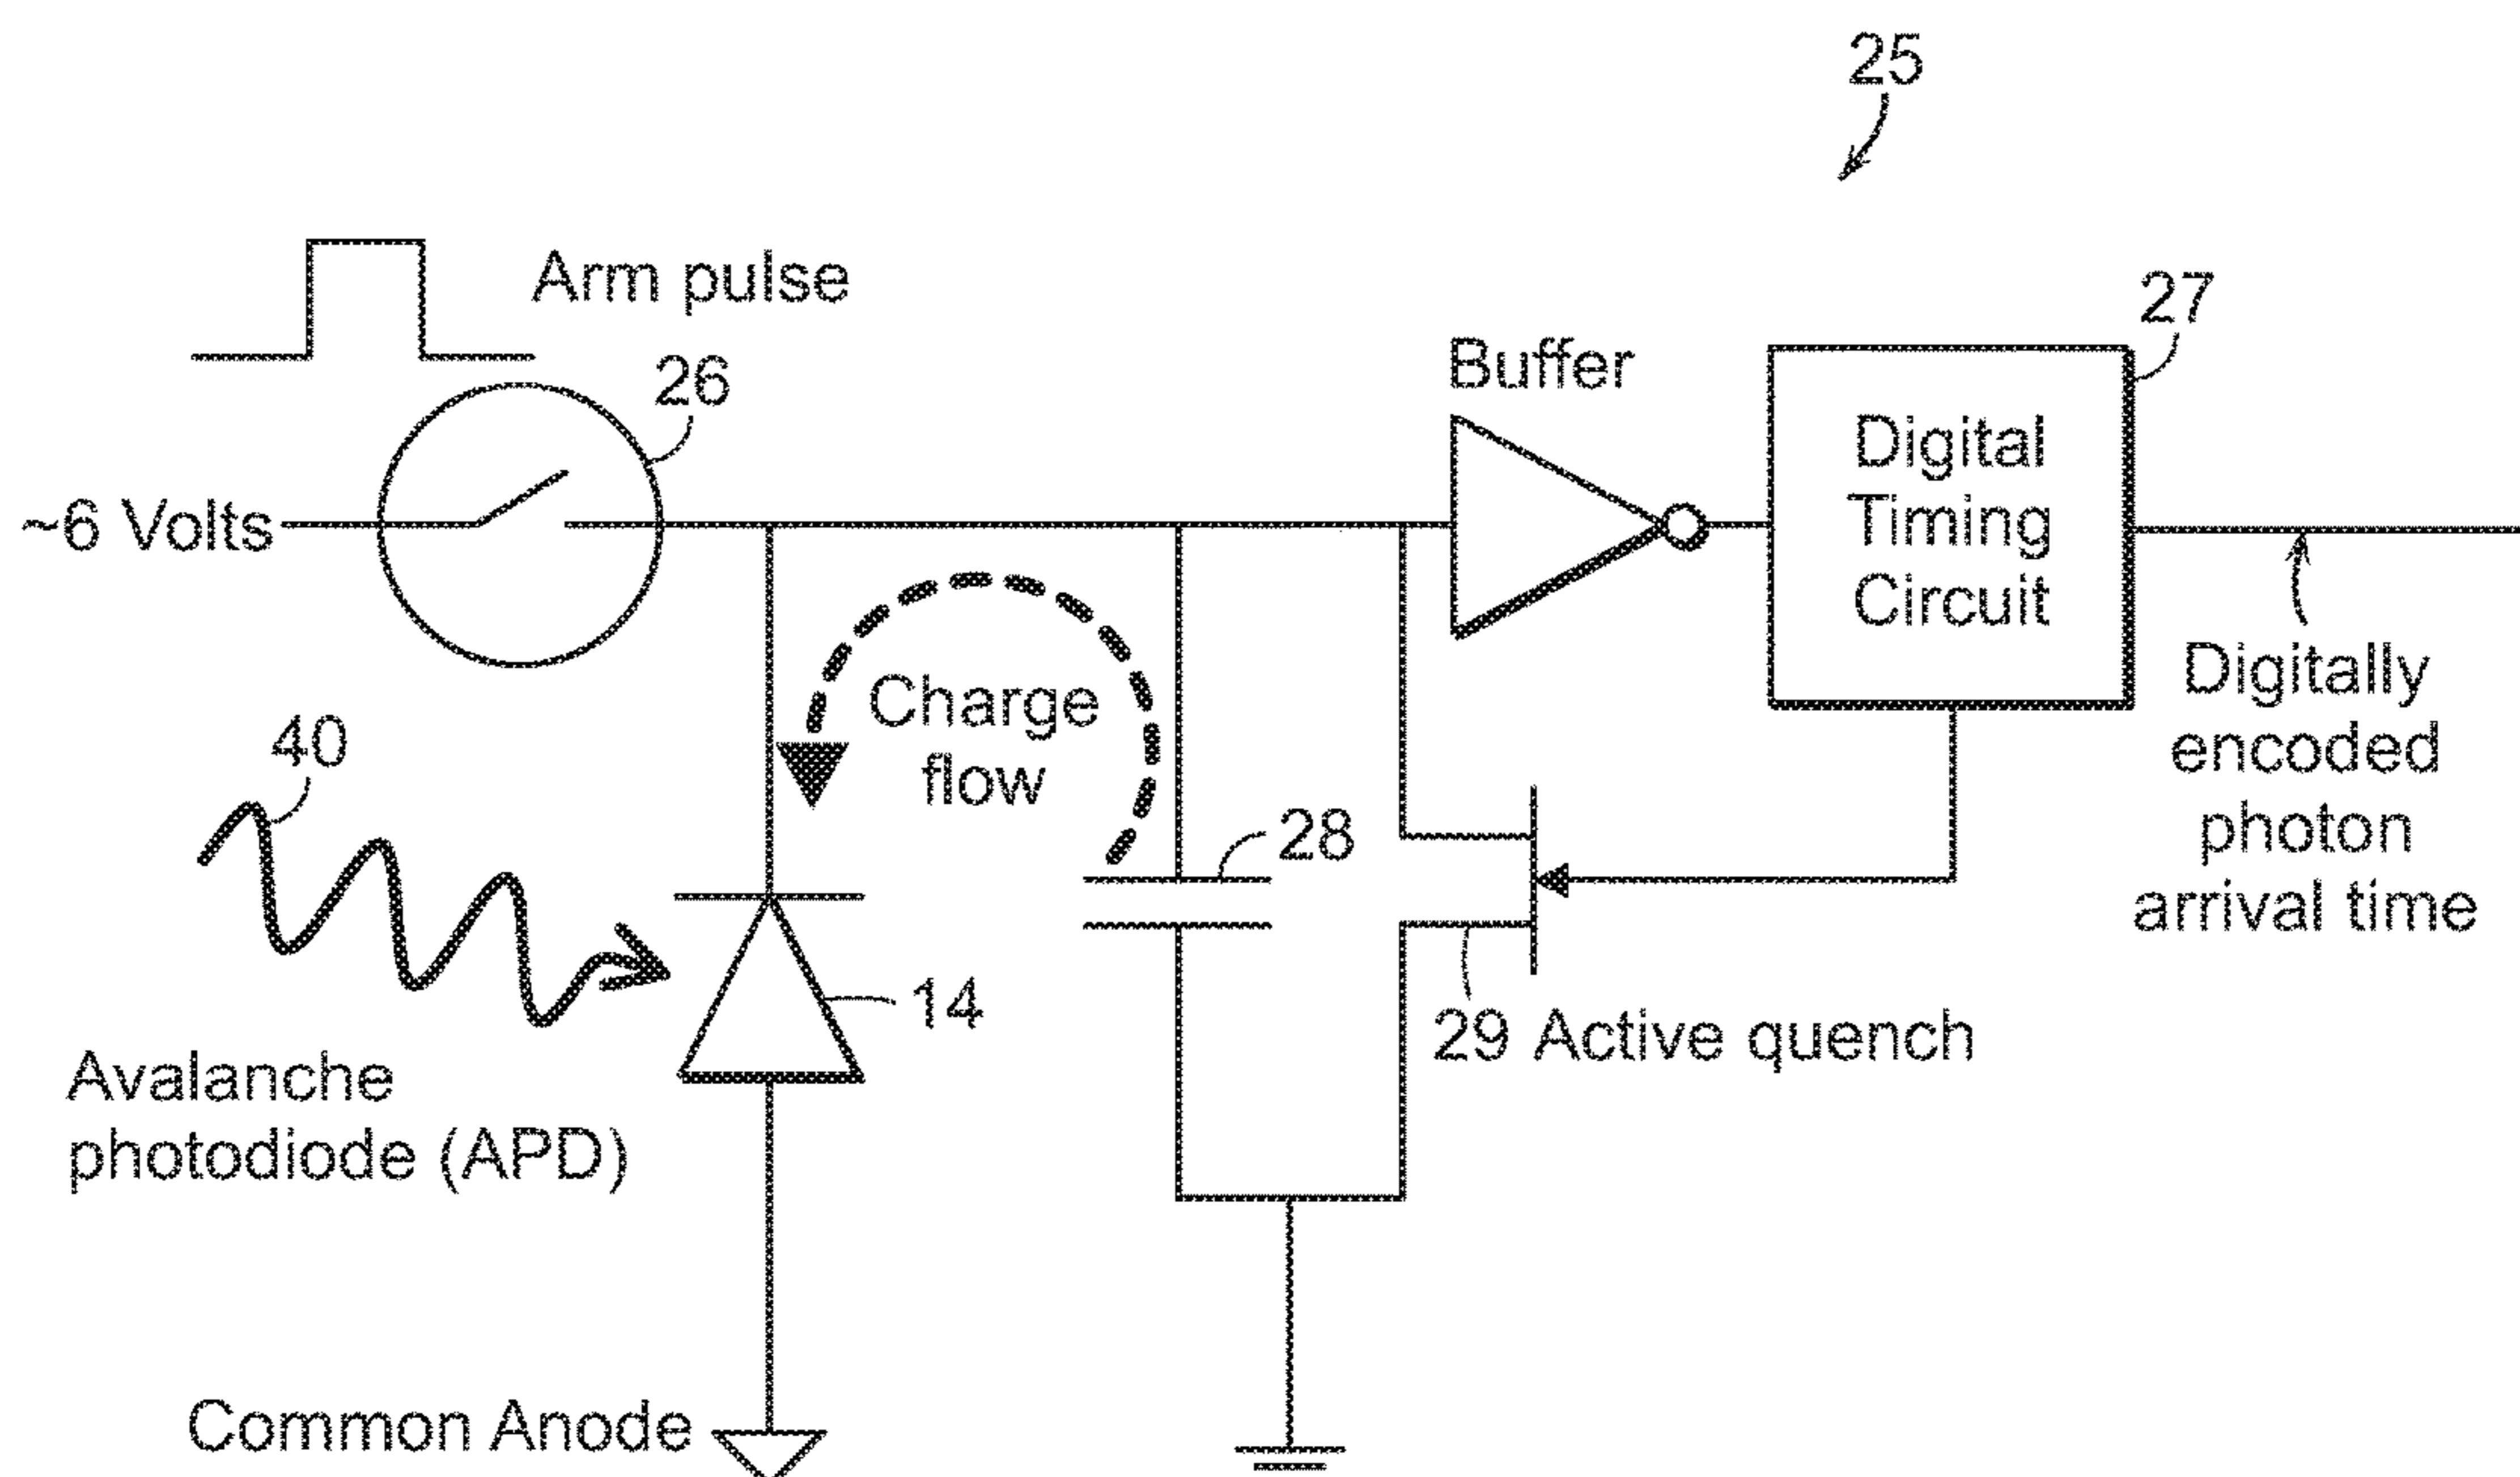 25
Arm pulse
26
27
Buffer
~6 Volts
Digital
Timing
Circuit
Charge
flow
40
28
Digitally
encoded
photon
arrival time
14
29 Active quench
Avalanche
photodiode (APD)
Common Anode